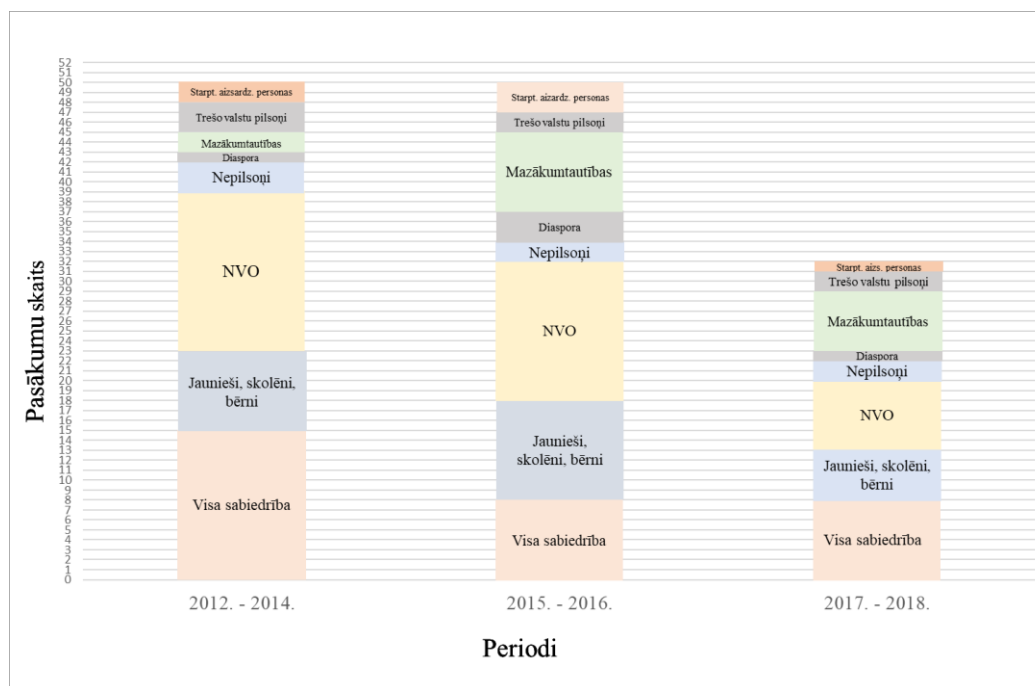 Pasākumu skaits
52
51
50
49
48
47
46
45
44
43
42
41
40
39
38
37
36
35
34
33
32
31
30
29
28
27
26
25
24
23
22
21
20
19
18
17
16
15
14
13
12
11
10
9
8
7
6
5
4
3
2
1
0
Starpt. aizsardz. personas
Trešo valstu pilsoņi
Mazākumtautības
Diaspora
Nepilsoņi
NVO
Jaunieši, skolēni,
bērni
Visa sabiedrība
Starpt. aizardz. personas
Trešo valstu pilsoņi
Mazākumtautības
Diaspora
Nepilsoņi
NVO
Jaunieši,
skolēni, bērni
Visa sabiedrība
Starpt. aizs. personas
Trešo valstu pilsoņi
Mazākumtautības
Diaspora
Nepilsoņi
NVO
Jaunieši, skolēni,
bērni
Visa sabiedrība
2012. - 2014.
2015. - 2016.
2017. - 2018.
Periodi